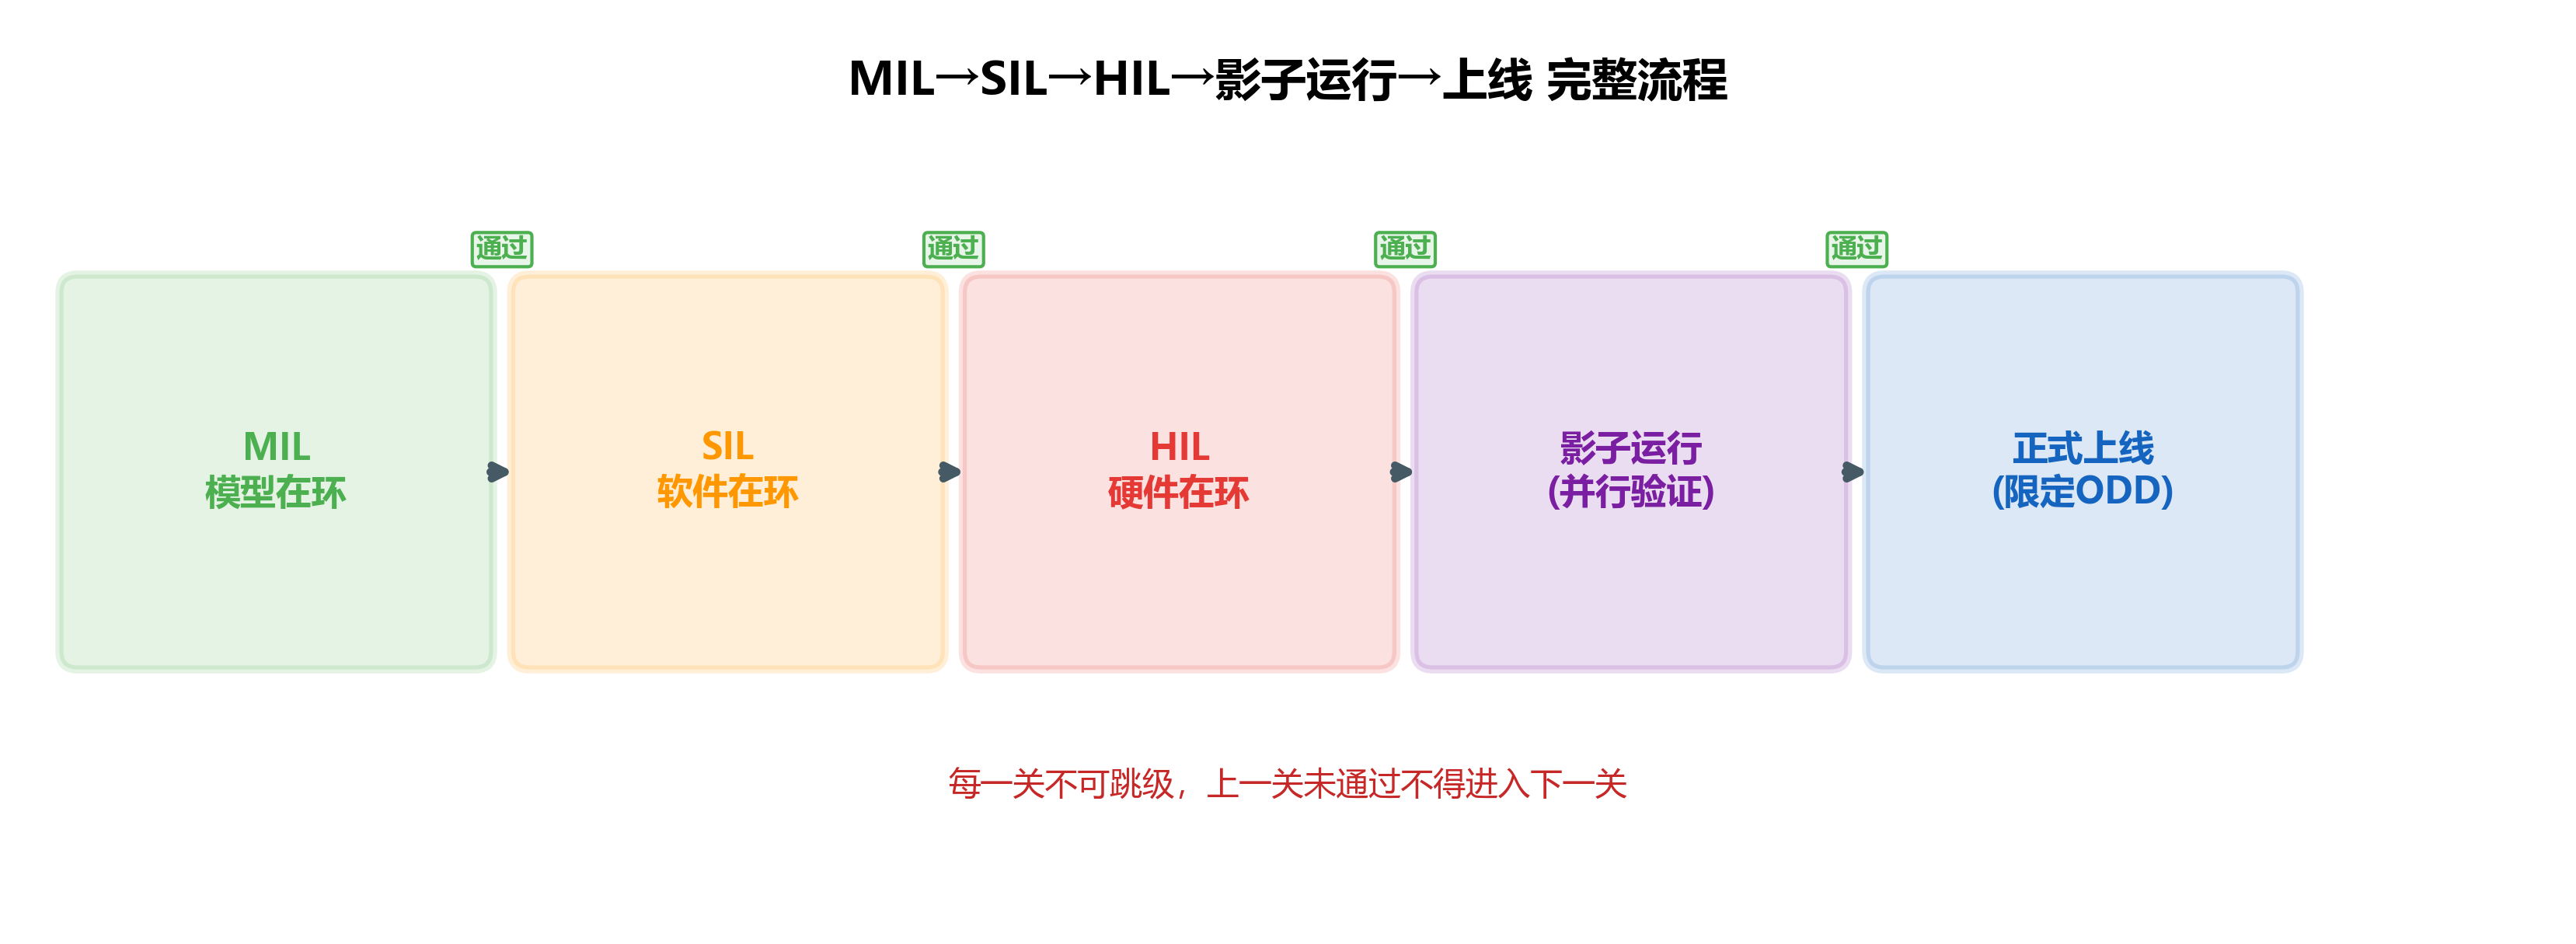 MIL→SIL→HIL→影子运行→上线 完整流程
通过
通过
通过
通过
MIL
模型在环
SIL
软件在环
HIL
硬件在环
影子运行
(并行验证)
正式上线
(限定ODD)
每一关不可跳级，上一关未通过不得进入下一关